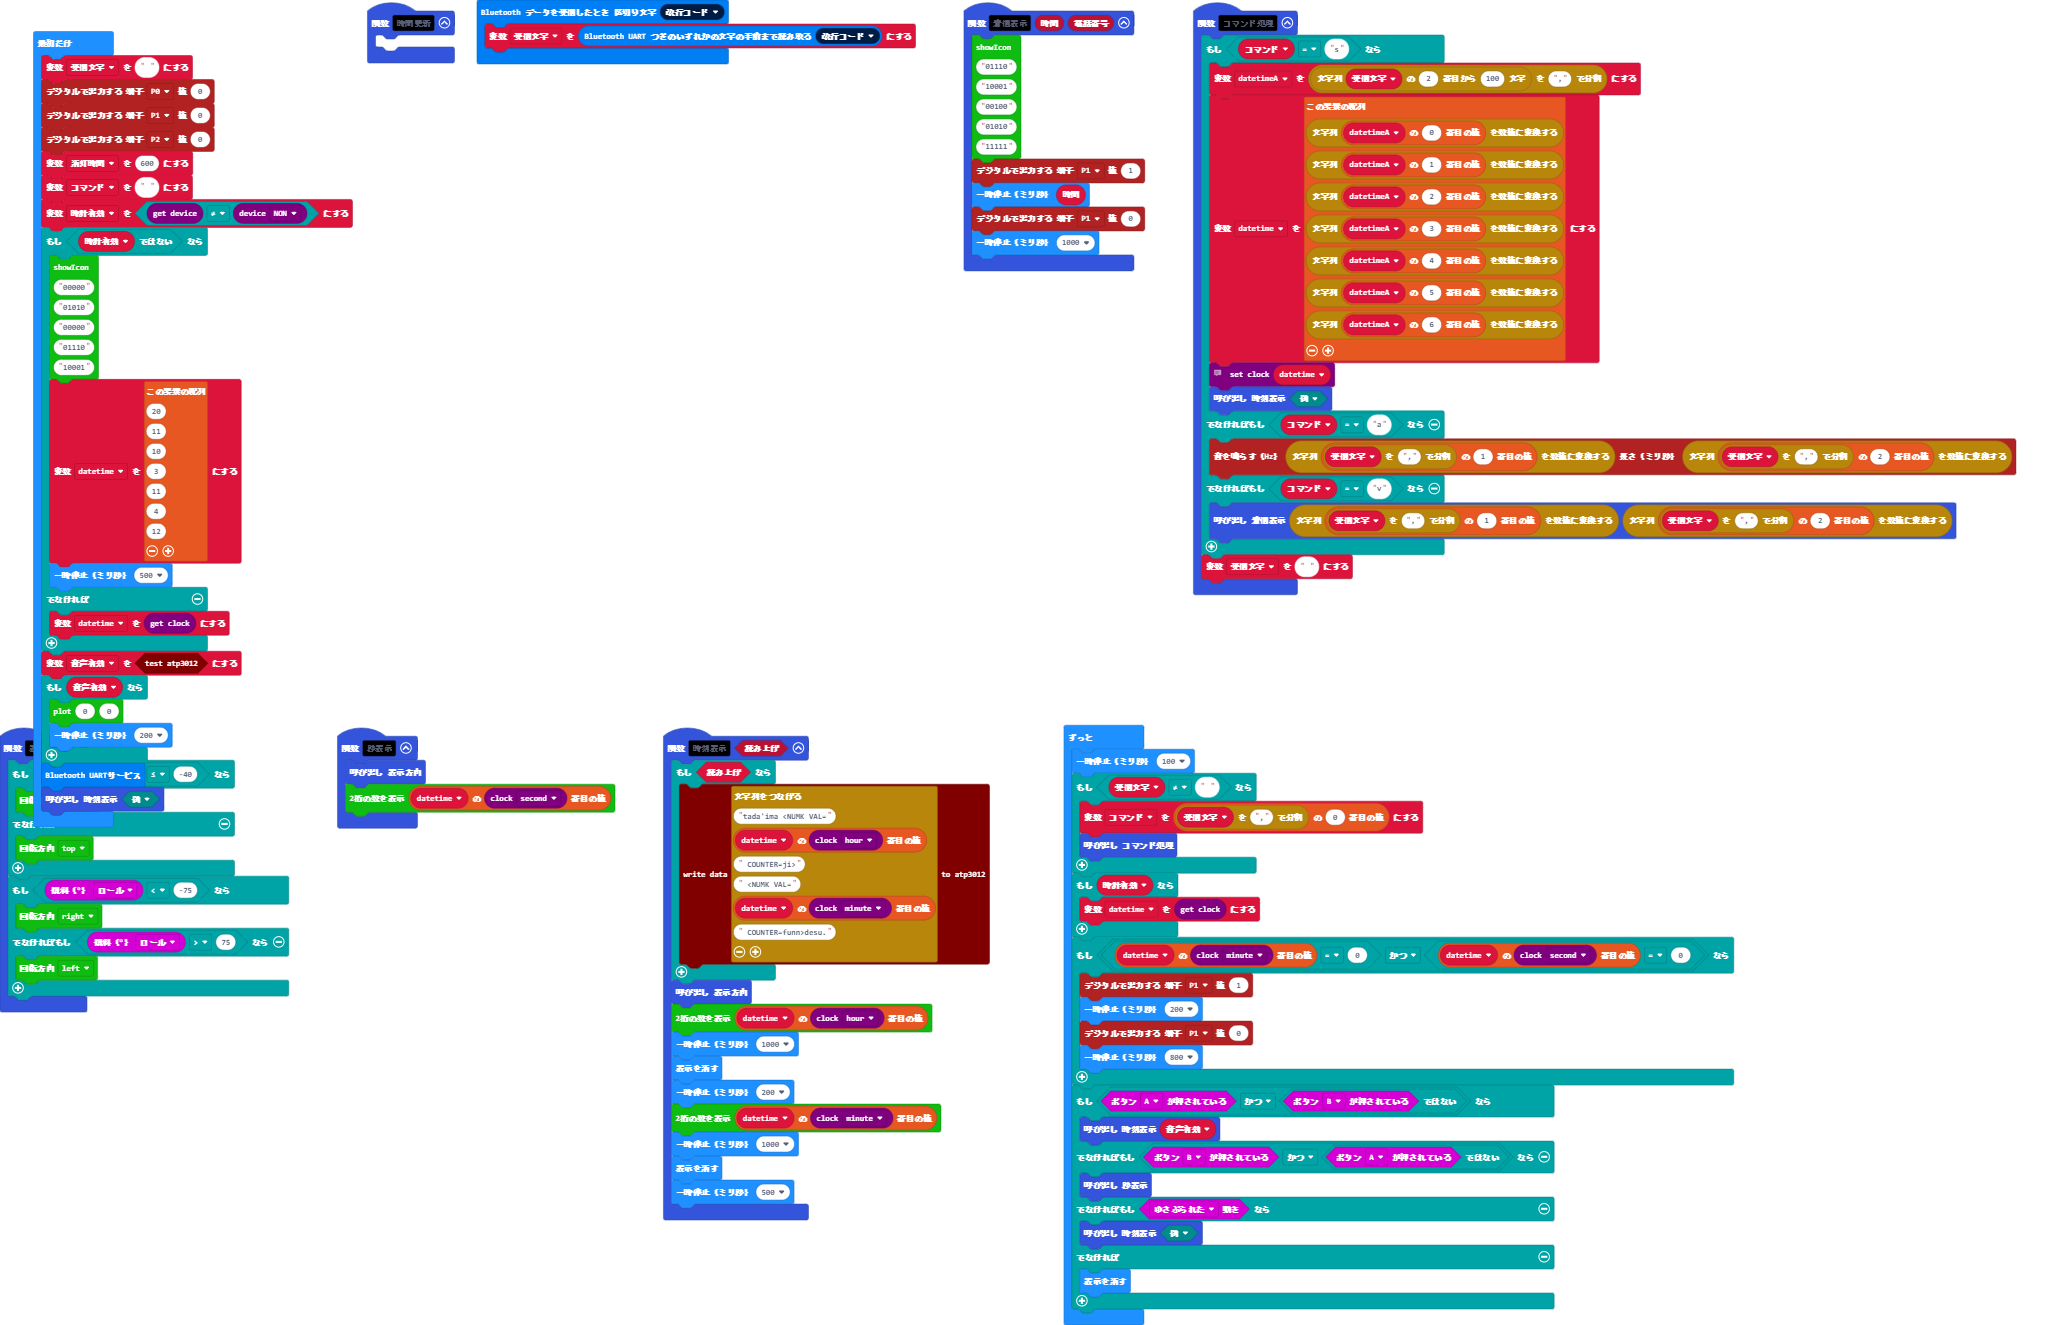 最初だけ
変数 受信文字 を " " にする
デジタルで出力する 端子 P0 値 0
デジタルで出力する 端子 P1 値 0
デジタルで出力する 端子 P2 値 0
変数 消灯時間 を 600 にする
変数 コマンド を " " にする
変数 時計有効 を get device ≠ device NON にする
もし 時計有効 ではない なら
showIcon
"00000"
"01010"
"00000"
"01110"
"10001"
変数 datetime を この要素の配列 にする
20
11
10
3
11
4
12
一時停止（ミリ秒） 500
でなければ
変数 datetime を get clock にする
変数 音声有効 を test atp3012 にする
もし 音声有効 なら
plot 0 0
一時停止（ミリ秒） 200
Bluetooth UARTサービス
呼び出し 時刻表示 偽
関数
もし ≤ -40 なら
でなければ
回転方向 top
もし 傾斜（°） ロール < -75 なら
回転方向 right
でなければもし 傾斜（°） ロール > 75 なら
回転方向 left
関数 時間更新
Bluetooth データを受信したとき 区切り文字 改行コード
変数 受信文字 を Bluetooth UART つぎのいずれかの文字の手前まで読み取る 改行コード にする
関数 秒表示
呼び出し 表示方向
2桁の数を表示 datetime の clock second 番目の値
関数 時刻表示 読み上げ
もし 読み上げ なら
write data 文字列をつなげる to atp3012
"tada'ima <NUMK VAL="
datetime の clock hour 番目の値
" COUNTER=ji>"
" <NUMK VAL="
datetime の clock minute 番目の値
" COUNTER=funn>desu."
呼び出し 表示方向
2桁の数を表示 datetime の clock hour 番目の値
一時停止（ミリ秒） 1000
表示を消す
一時停止（ミリ秒） 200
2桁の数を表示 datetime の clock minute 番目の値
一時停止（ミリ秒） 1000
表示を消す
一時停止（ミリ秒） 500
関数 着信表示 時間 電話番号
showIcon
"01110"
"10001"
"00100"
"01010"
"11111"
デジタルで出力する 端子 P1 値 1
一時停止（ミリ秒） 時間
デジタルで出力する 端子 P1 値 0
一時停止（ミリ秒） 1000
関数 コマンド処理
もし コマンド = "s" なら
変数 datetimeA を 文字列 受信文字 の 2 番目から 100 文字 を "," で分割 にする
変数 datetime を この要素の配列 にする
文字列 datetimeA の 0 番目の値 を数値に変換する
文字列 datetimeA の 1 番目の値 を数値に変換する
文字列 datetimeA の 2 番目の値 を数値に変換する
文字列 datetimeA の 3 番目の値 を数値に変換する
文字列 datetimeA の 4 番目の値 を数値に変換する
文字列 datetimeA の 5 番目の値 を数値に変換する
文字列 datetimeA の 6 番目の値 を数値に変換する
set clock datetime
呼び出し 時刻表示 偽
でなければもし コマンド = "a" なら
音を鳴らす（Hz） 文字列 受信文字 を "," で分割 の 1 番目の値 を数値に変換する 長さ（ミリ秒） 文字列 受信文字 を "," で分割 の 2 番目の値 を数値に変換する
でなければもし コマンド = "v" なら
呼び出し 着信表示 文字列 受信文字 を "," で分割 の 1 番目の値 を数値に変換する 文字列 受信文字 を "," で分割 の 2 番目の値 を数値に変換する
変数 受信文字 を " " にする
ずっと
一時停止（ミリ秒） 100
もし 受信文字 ≠ " " なら
変数 コマンド を 受信文字 を "," で分割 の 0 番目の値 にする
呼び出し コマンド処理
もし 時計有効 なら
変数 datetime を get clock にする
もし datetime の clock minute 番目の値 = 0 かつ datetime の clock second 番目の値 = 0 なら
デジタルで出力する 端子 P1 値 1
一時停止（ミリ秒） 200
デジタルで出力する 端子 P1 値 0
一時停止（ミリ秒） 800
もし ボタン A が押されている かつ ボタン B が押されている ではない なら
呼び出し 時刻表示 音声有効
でなければもし ボタン B が押されている かつ ボタン A が押されている ではない なら
呼び出し 秒表示
でなければもし ゆさぶられた 動き なら
呼び出し 時刻表示 偽
でなければ
表示を消す